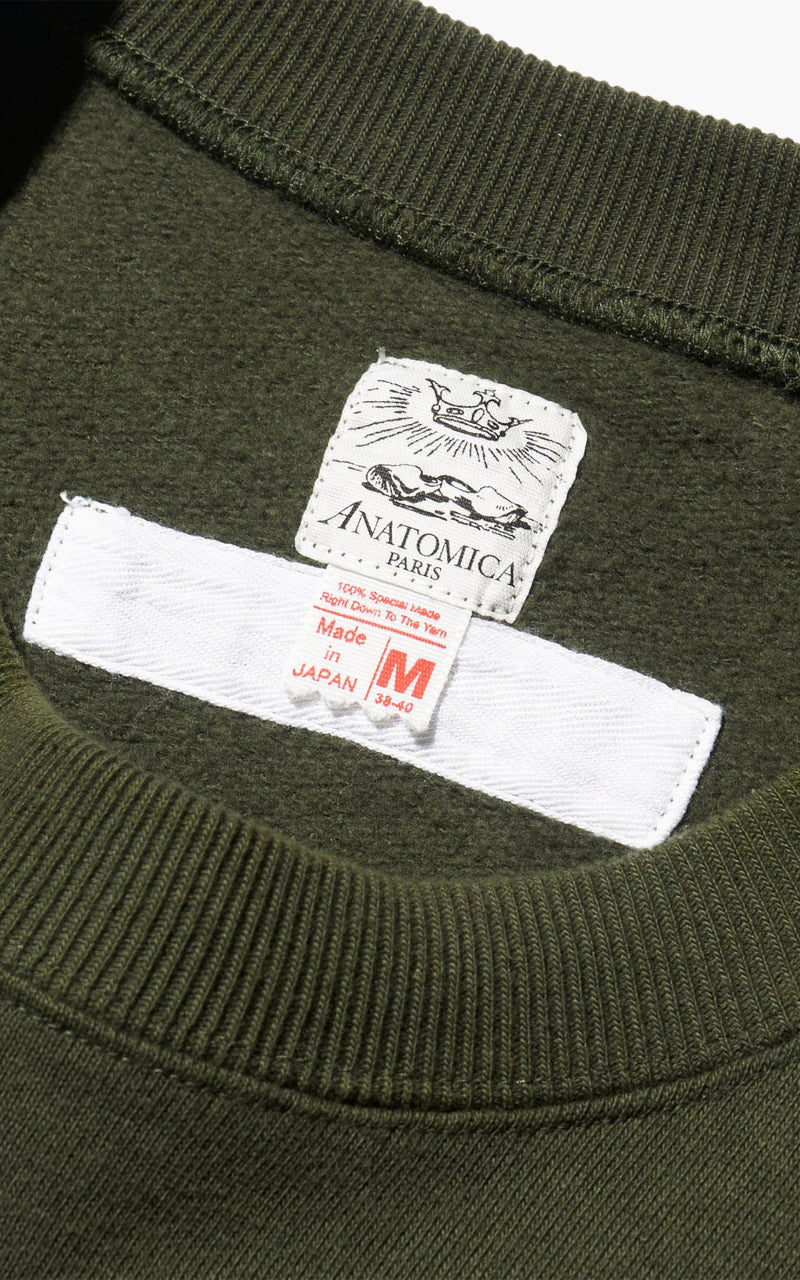 ANATOMICA
PARIS
100% Special Made
Right Down To The Yarn
Made
in
JAPAN
M
38-40